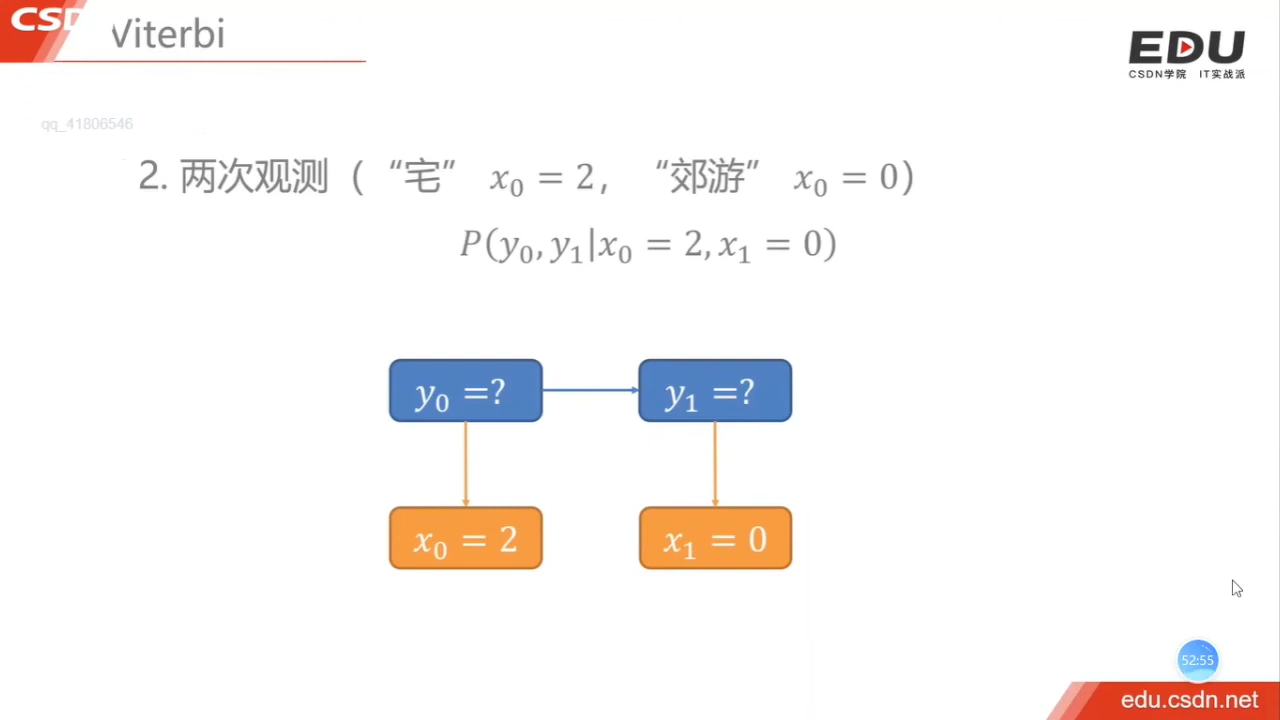 CSD
Viterbi
EDU
CSDN学院 IT实战派
qq_41806546
2. 两次观测（“宅” x₀ = 2, “郊游” x₀ = 0)
P(y₀, y₁|x₀ = 2, x₁ = 0)
y₀ =? y₁ =?
x₀ = 2 x₁ = 0
52:55
edu.csdn.net